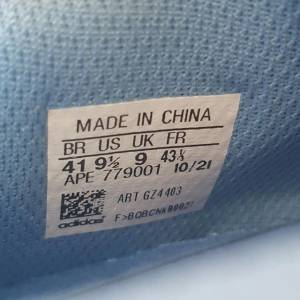 MADE IN CHINA
BR US UK FR
41 9½ 9 43⅓
APE 779001 10/21
ART GZ4403
adidas